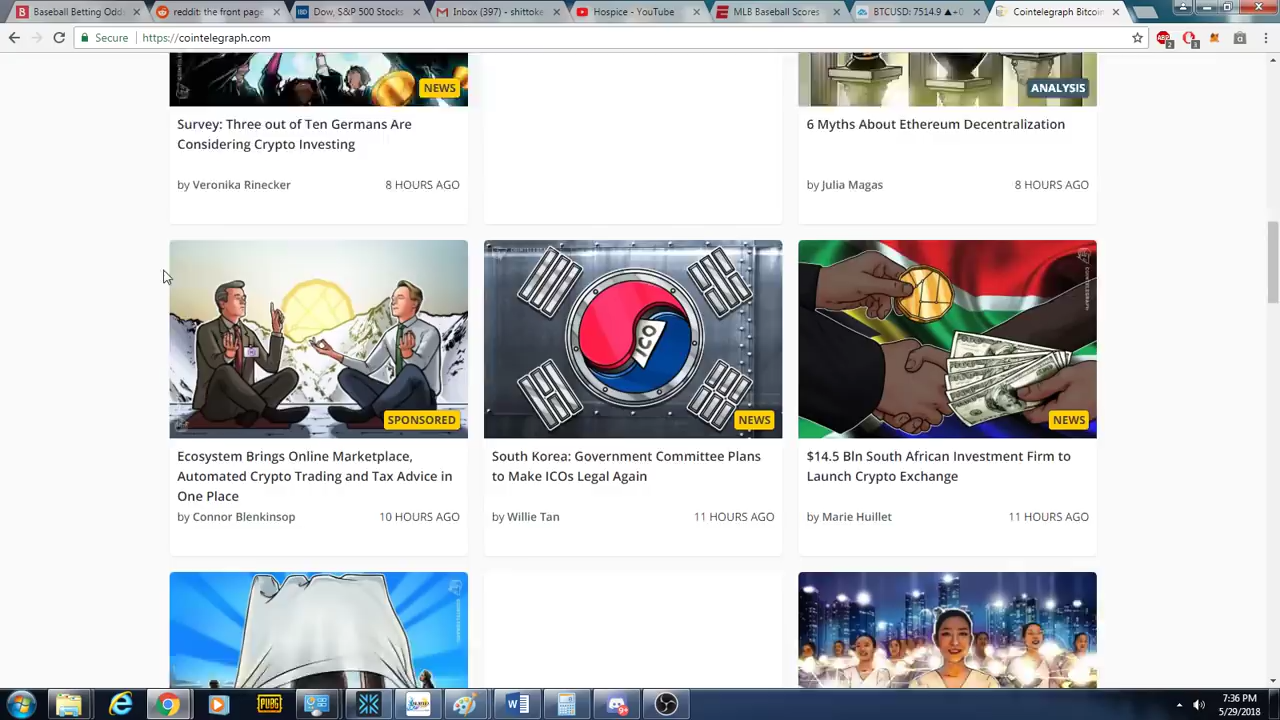 Baseball Betting Odds
reddit: the front page
Dow, S&P 500 Stocks
Inbox (397) - shittoke
Hospice - YouTube
MLB Baseball Scores
BTCUSD: 7514.9 ▲+0
Cointelegraph Bitcoin
Secure
https://cointelegraph.com
NEWS
ANALYSIS
Survey: Three out of Ten Germans Are
Considering Crypto Investing
by Veronika Rinecker
8 HOURS AGO
6 Myths About Ethereum Decentralization
by Julia Magas
8 HOURS AGO
SPONSORED
Ecosystem Brings Online Marketplace,
Automated Crypto Trading and Tax Advice in
One Place
by Connor Blenkinsop
10 HOURS AGO
ICO
NEWS
South Korea: Government Committee Plans
to Make ICOs Legal Again
by Willie Tan
11 HOURS AGO
NEWS
$14.5 Bln South African Investment Firm to
Launch Crypto Exchange
by Marie Huillet
11 HOURS AGO
COINTELEGRAPH
PUBG
7:36 PM
5/29/2018